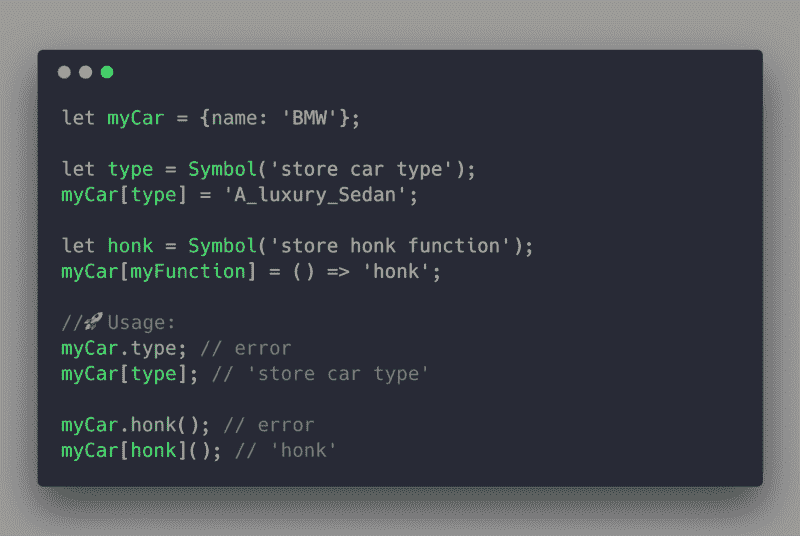 let myCar = {name: 'BMW'};
let type = Symbol('store car type');
myCar[type] = 'A_luxury_Sedan';
let honk = Symbol('store honk function');
myCar[myFunction] = () => 'honk';
//🚀Usage:
myCar.type; // error
myCar[type]; // 'store car type'
myCar.honk(); // error
myCar[honk](); // 'honk'